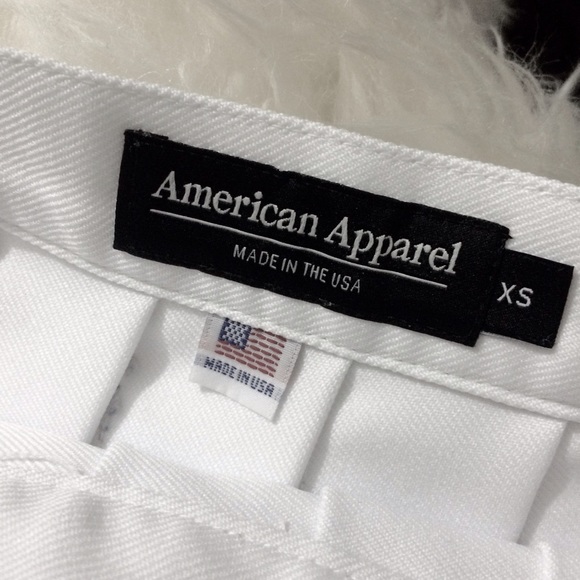 American Apparel
MADE IN THE USA
XS
MADE IN USA